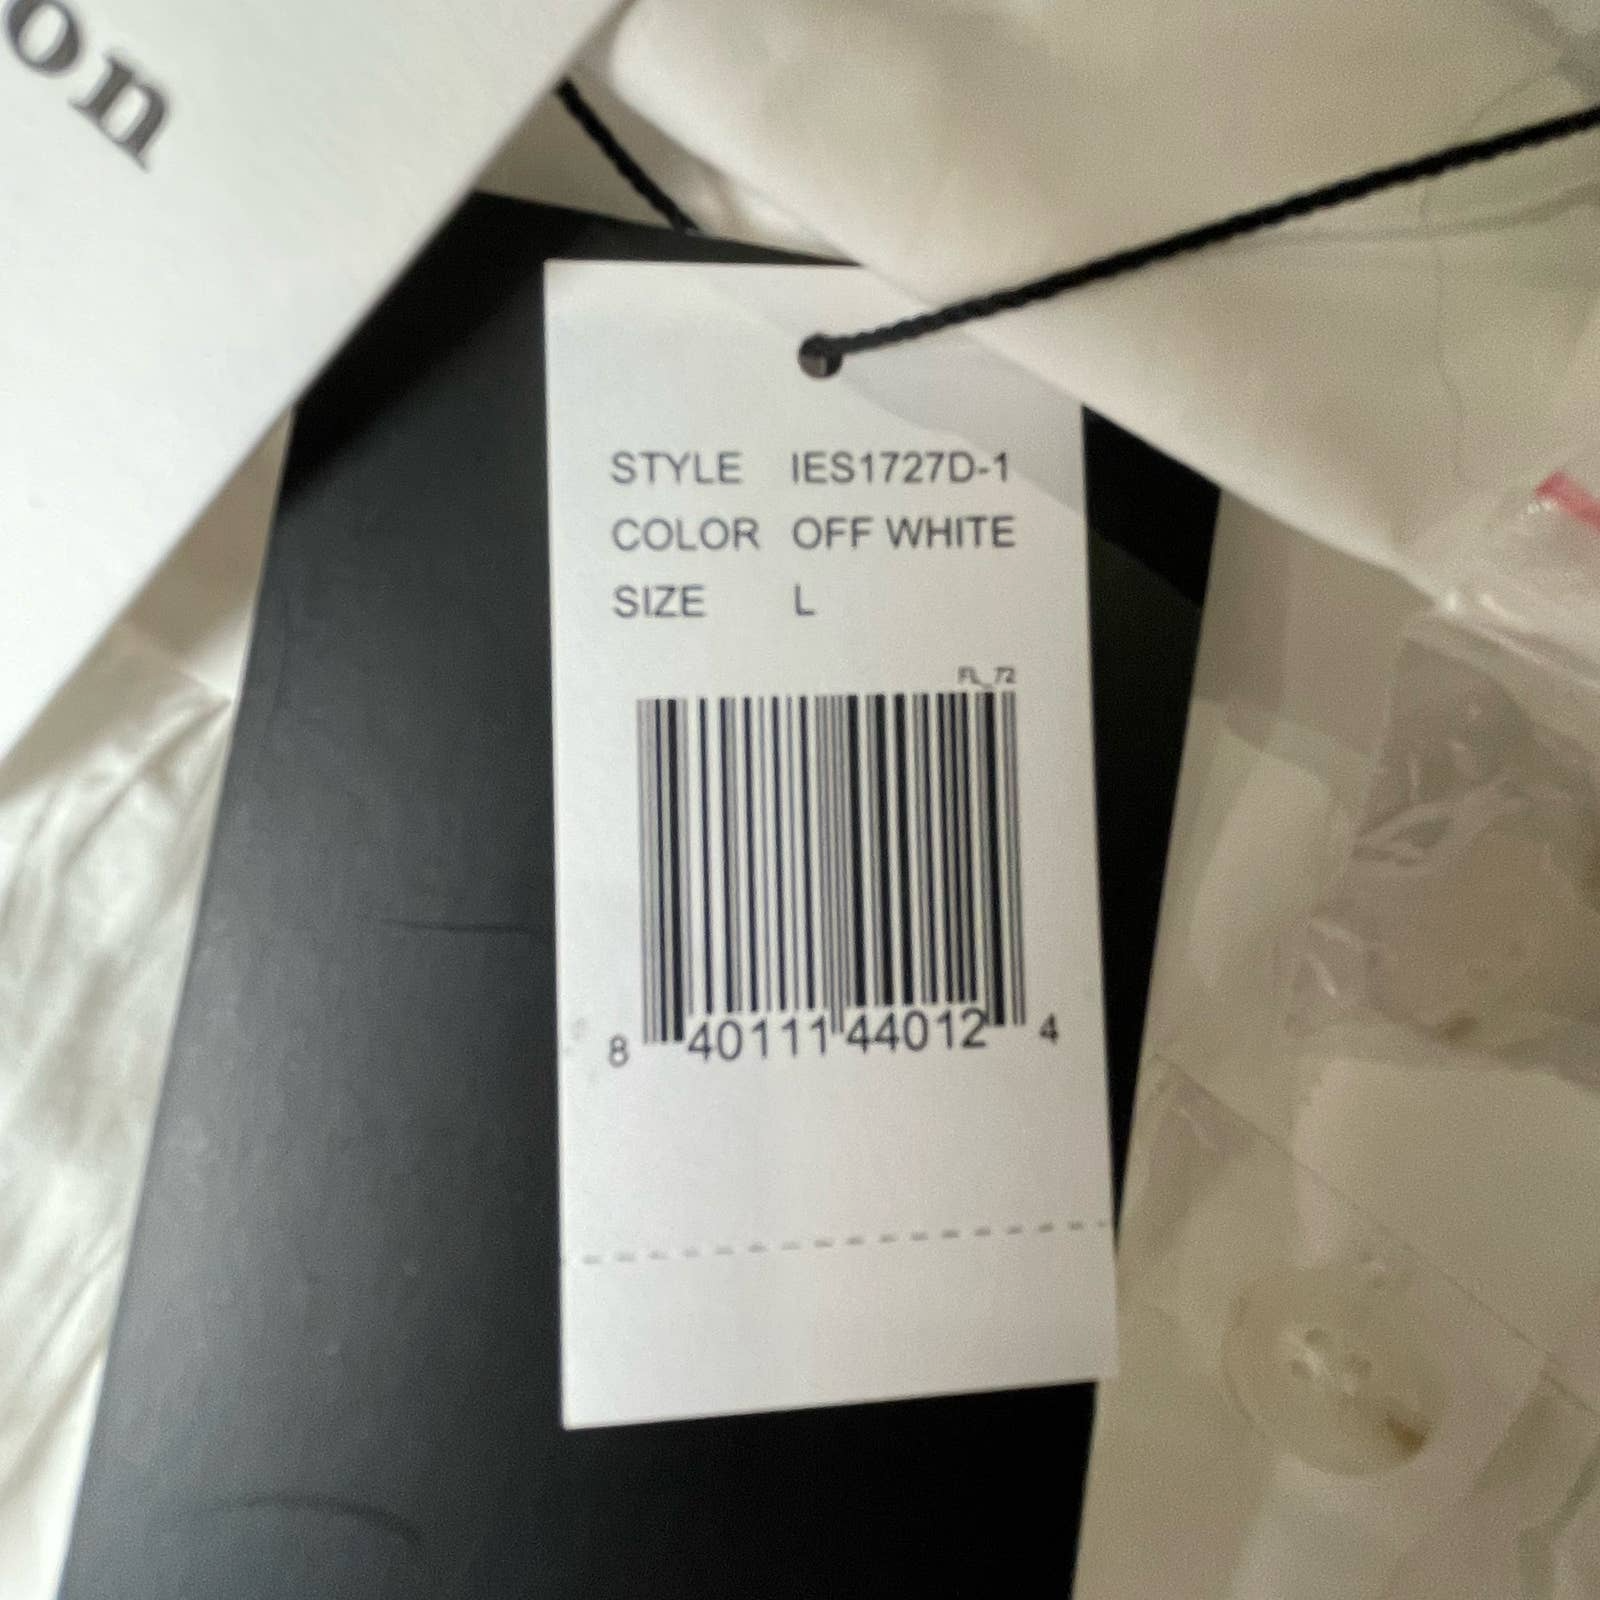 on
STYLE IES1727D-1
COLOR OFF WHITE
SIZE L
FL_72
8 40111 44012 4